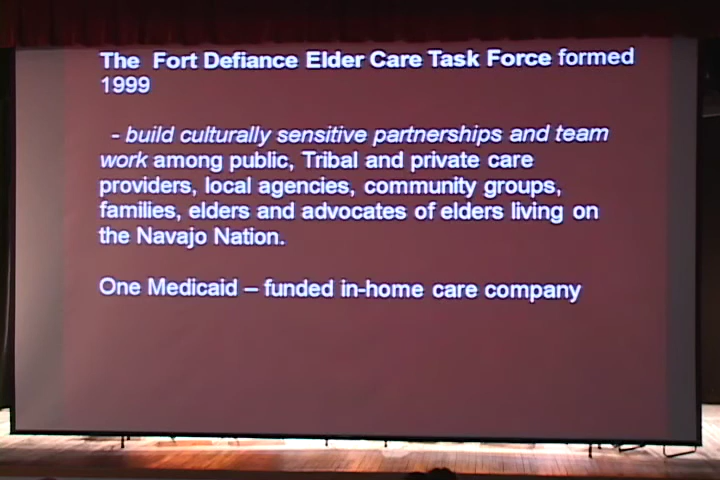 The Fort Defiance Elder Care Task Force formed
1999
- build culturally sensitive partnerships and team
work among public, Tribal and private care
providers, local agencies, community groups,
families, elders and advocates of elders living on
the Navajo Nation.
One Medicaid – funded in-home care company